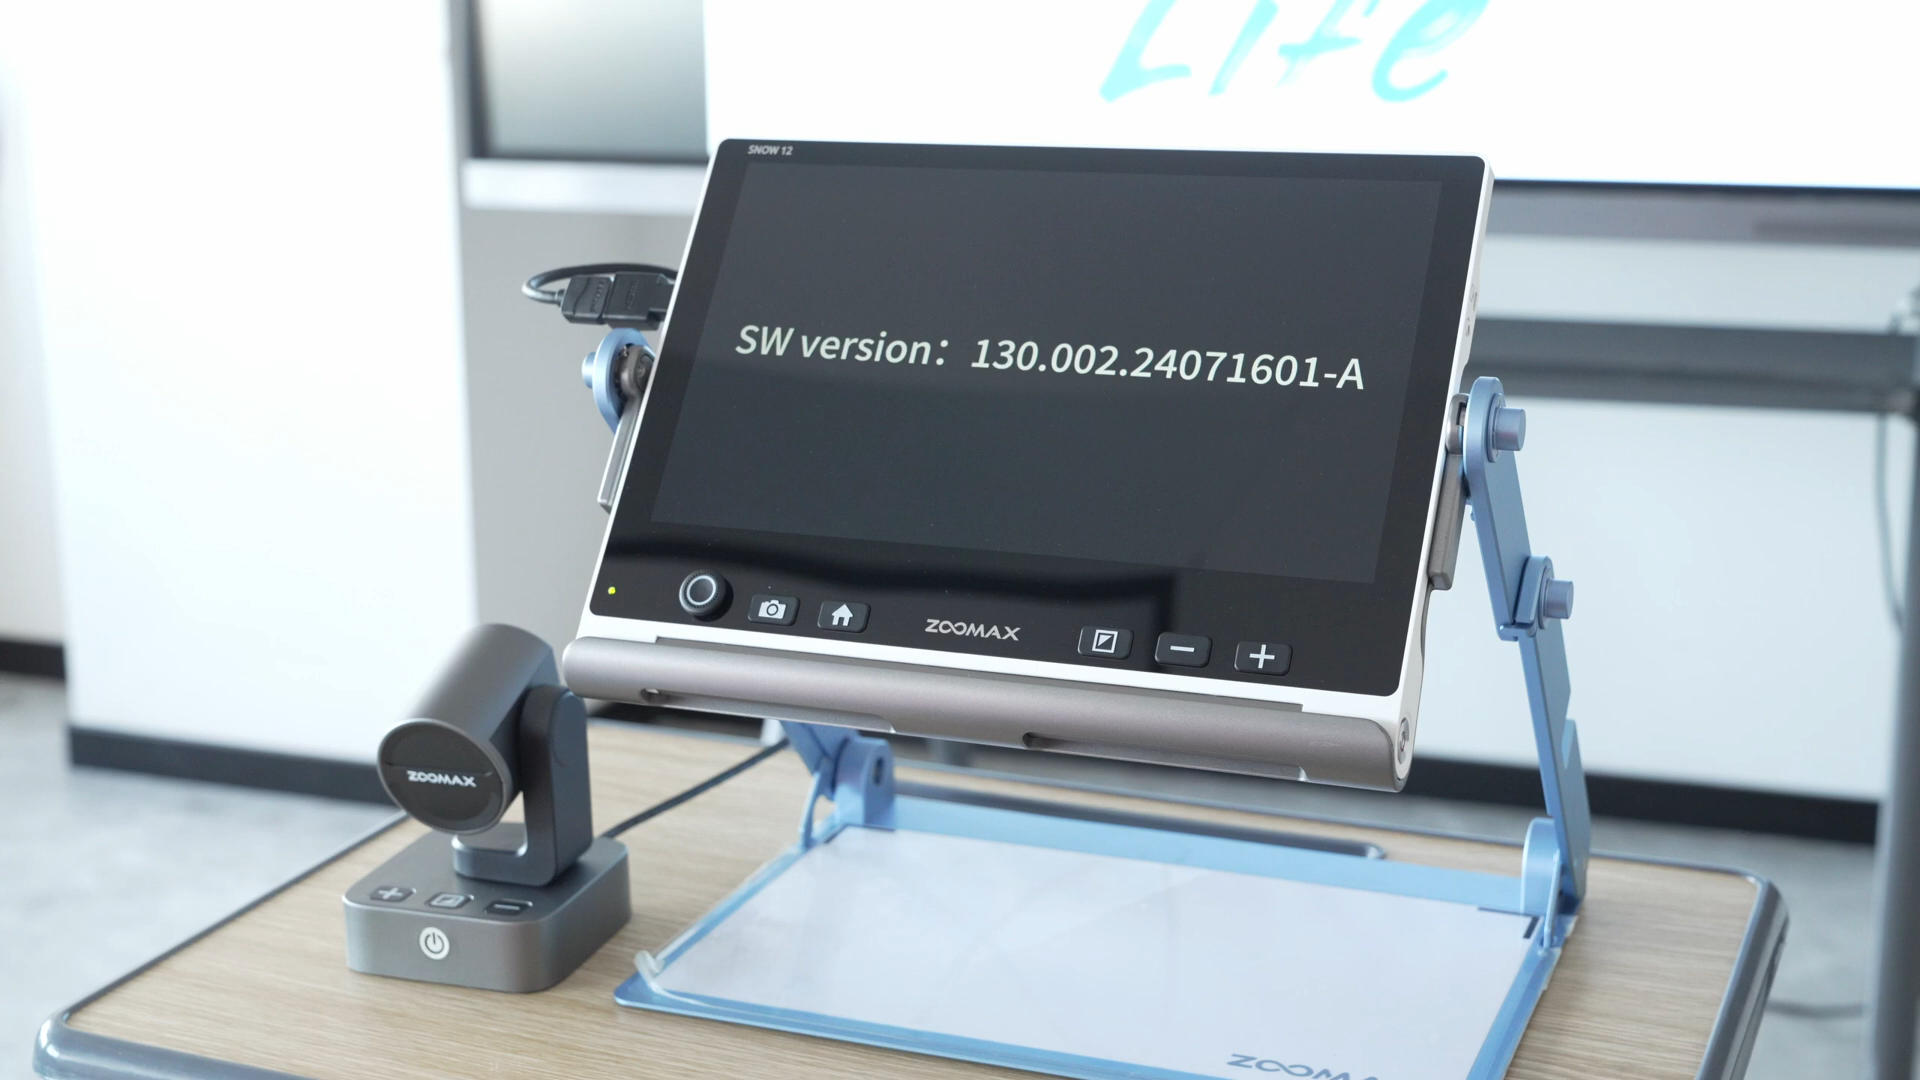 Life
SNOW 12
SW version: 130.002.24071601-A
ZOOMAX
ZOOMAX